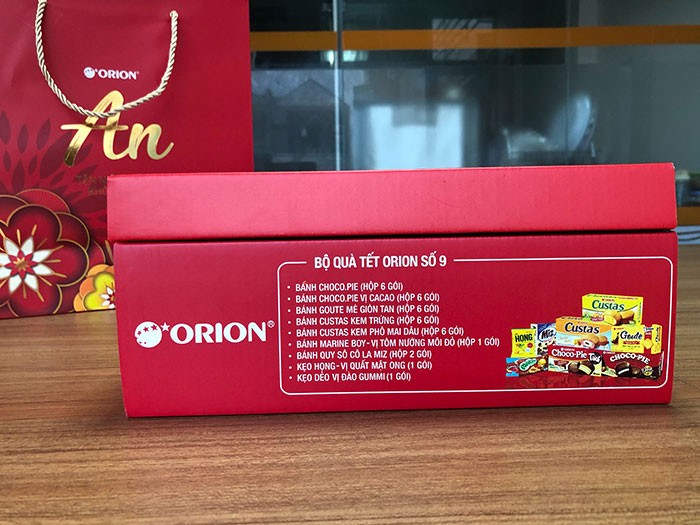 ORION
An
BỘ QUÀ TẾT ORION SỐ 9
• BÁNH CHOCO.PIE (HỘP 6 GÓI)
• BÁNH CHOCO.PIE VỊ CACAO (HỘP 6 GÓI)
• BÁNH GOUTE MÈ GIÒN TAN (HỘP 6 GÓI)
• BÁNH CUSTAS KEM TRỨNG (HỘP 6 GÓI)
• BÁNH CUSTAS KEM PHÔ MAI DÂU (HỘP 6 GÓI)
• BÁNH MARINE BOY - VỊ TÔM NƯỚNG MÔI ĐỎ (HỘP 1 GÓI)
• BÁNH QUY SÔ CÔ LA MIZ (HỘP 2 GÓI)
• KẸO HỌNG - VỊ QUẤT MẬT ONG (1 GÓI)
• KẸO DẺO VỊ ĐÀO GUMMI (1 GÓI)
ORION®
Custas
Custas
HỌNG
Miz
Goute
Choco-Pie
CHOCO-PIE